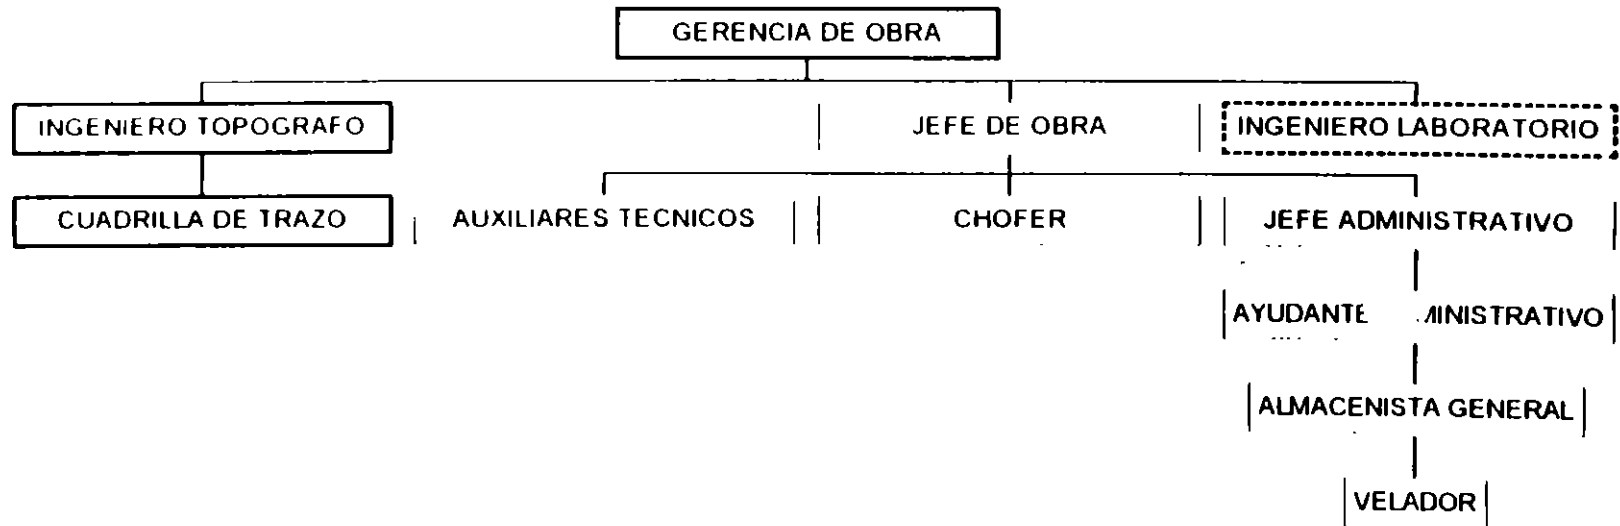 GERENCIA DE OBRA
INGENIERO TOPOGRAFO
JEFE DE OBRA
INGENIERO LABORATORIO
CUADRILLA DE TRAZO
AUXILIARES TECNICOS
CHOFER
JEFE ADMINISTRATIVO
AYUDANTE MINISTRATIVO
ALMACENISTA GENERAL
VELADOR